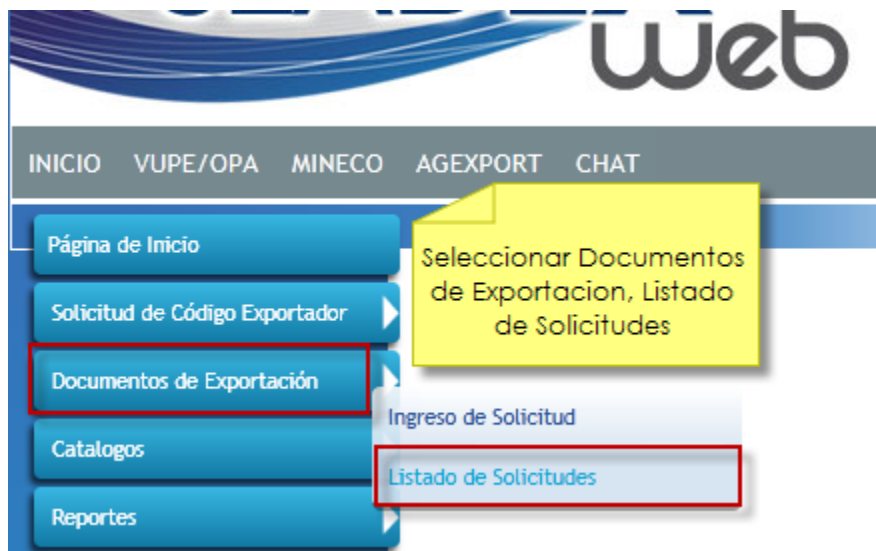 web
INICIO VUPE/OPA MINECO AGEXPORT CHAT
Página de Inicio
Seleccionar Documentos
de Exportacion, Listado
de Solicitudes
Solicitud de Código Exportador
Documentos de Exportación
Ingreso de Solicitud
Catalogos
Listado de Solicitudes
Reportes